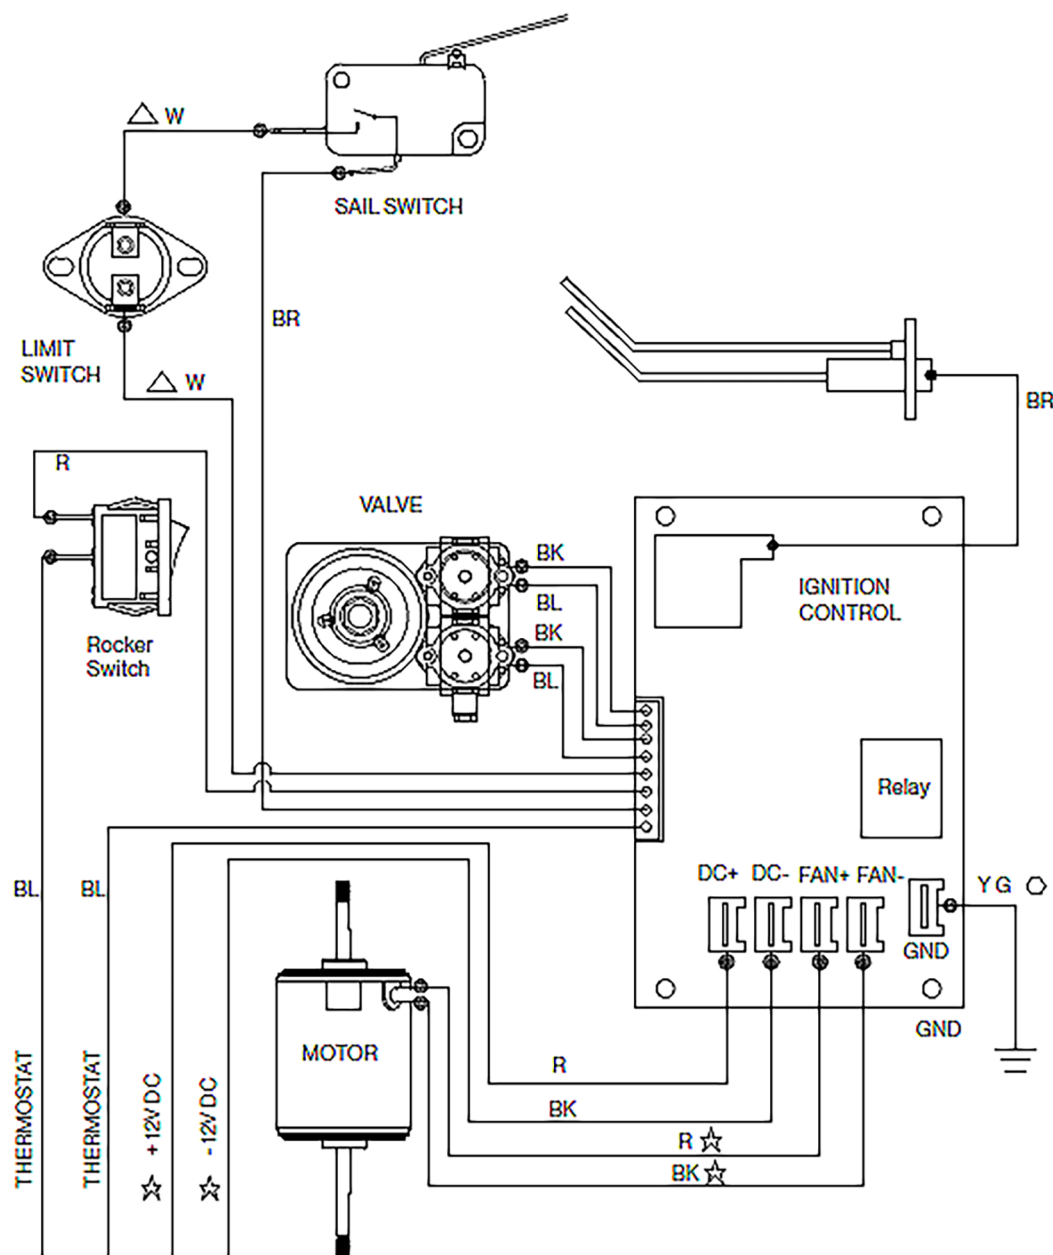 W
SAIL SWITCH
BR
LIMIT
SWITCH
W
BR
R
VALVE
BK
IGNITION
CONTROL
BL
BK
Rocker
Switch
BL
Relay
DC+ DC- FAN+ FAN-
BL
BL
Y G
GND
GND
MOTOR
R
BK
R
BK
THERMOSTAT
THERMOSTAT
+12V DC
-12V DC